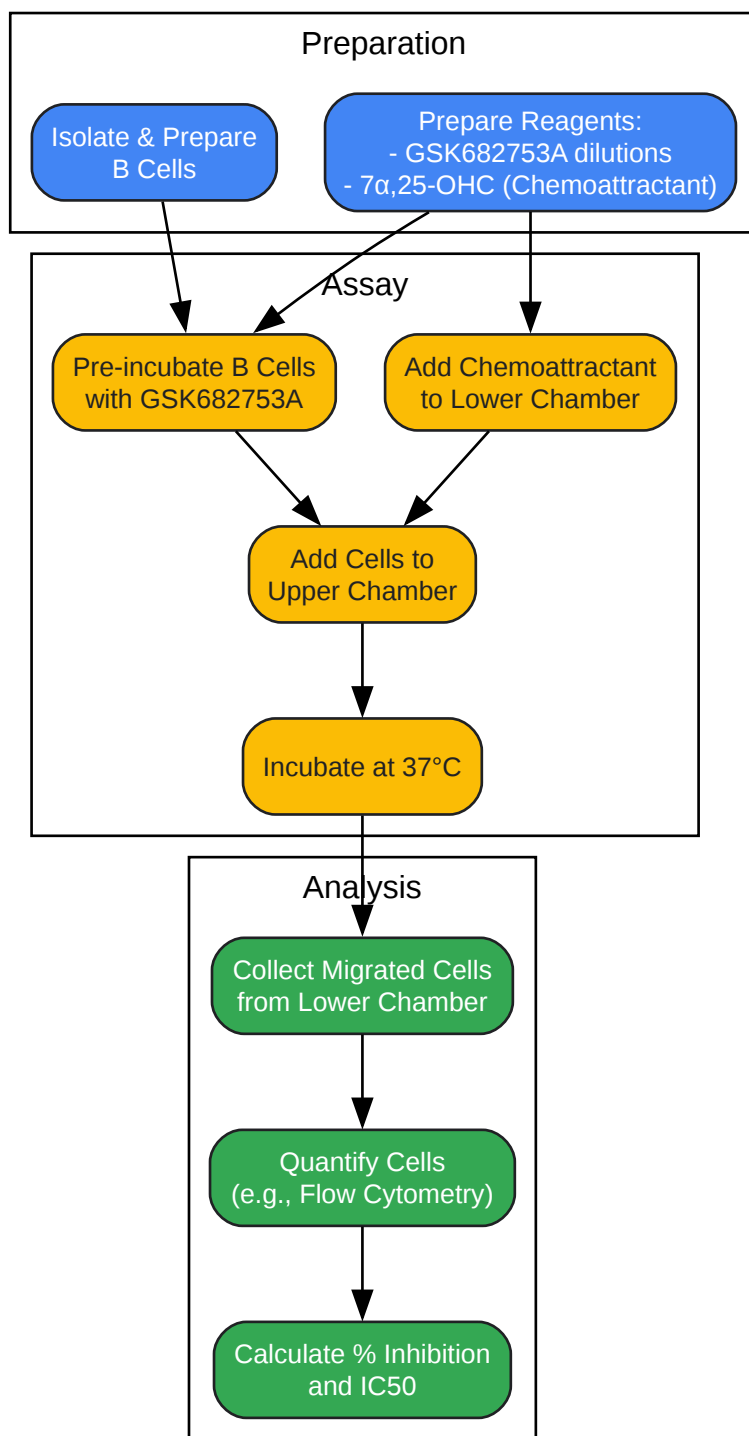 Preparation
Isolate & Prepare
B Cells
Prepare Reagents:
- GSK682753A dilutions
- 7α,25-OHC (Chemoattractant)
Assay
Pre-incubate B Cells
with GSK682753A
Add Chemoattractant
to Lower Chamber
Add Cells to
Upper Chamber
Incubate at 37°C
Analysis
Collect Migrated Cells
from Lower Chamber
Quantify Cells
(e.g., Flow Cytometry)
Calculate % Inhibition
and IC50